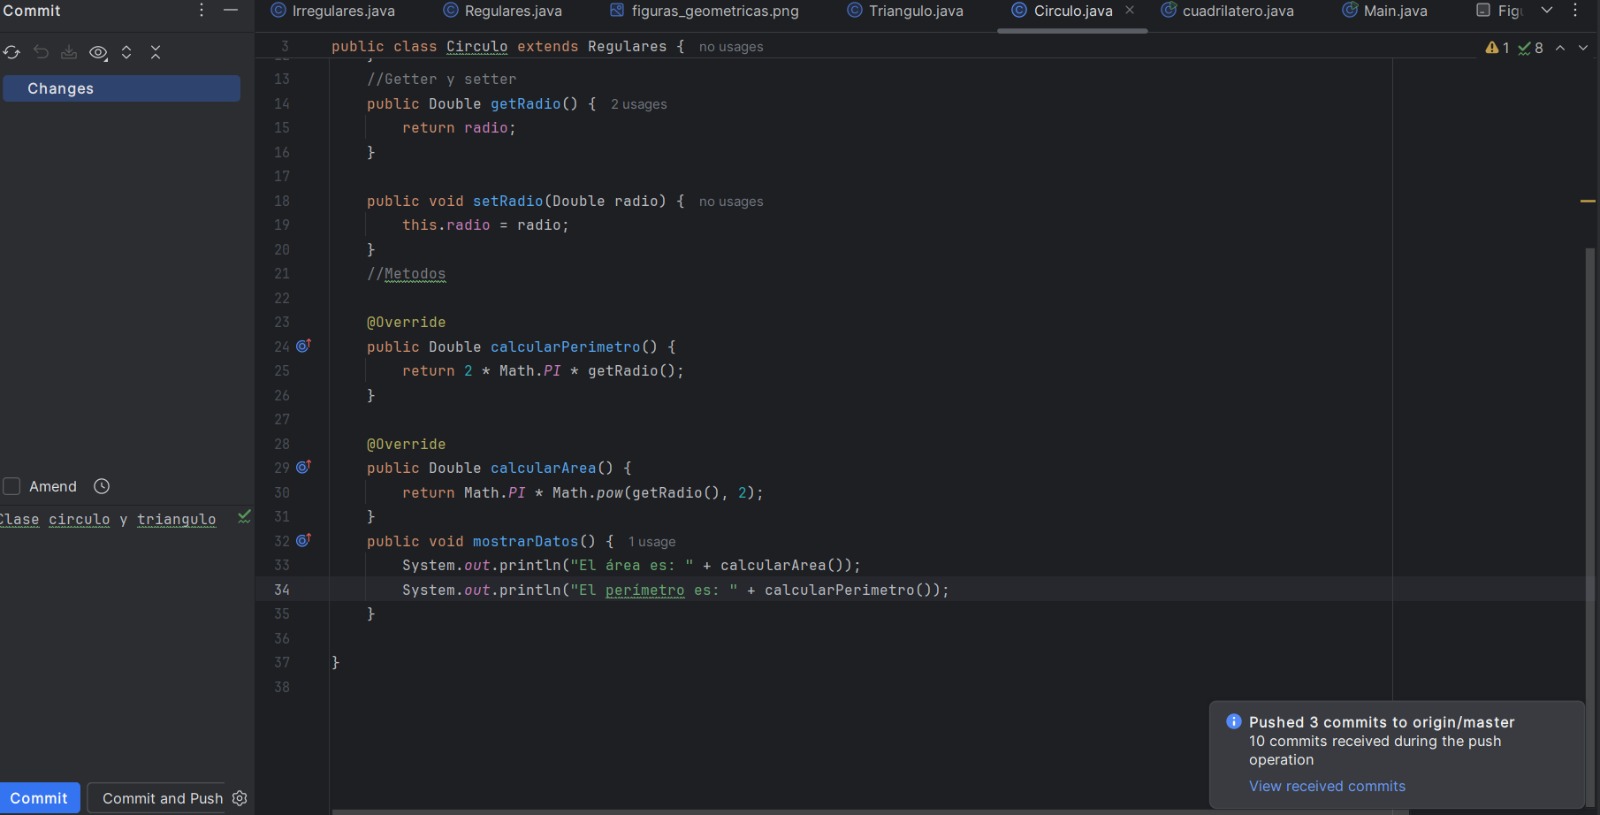 Commit
Irregulares.java
Regulares.java
figuras_geometricas.png
Triangulo.java
Circulo.java
cuadrilatero.java
Main.java
3 public class Circulo extends Regulares { no usages
1 8
Changes
13 //Getter y setter
14 public Double getRadio() { 2 usages
15 return radio;
16 }
17
18 public void setRadio(Double radio) { no usages
19 this.radio = radio;
20 }
21 //Metodos
22
23 @Override
24 public Double calcularPerimetro() {
25 return 2 * Math.PI * getRadio();
26 }
27
28 @Override
29 public Double calcularArea() {
30 return Math.PI * Math.pow(getRadio(), 2);
31 }
32 public void mostrarDatos() { 1 usage
33 System.out.println("El área es: " + calcularArea());
34 System.out.println("El perímetro es: " + calcularPerimetro());
35 }
36
37 }
38
Amend
Clase circulo y triangulo
Commit
Commit and Push
Pushed 3 commits to origin/master
10 commits received during the push
operation
View received commits